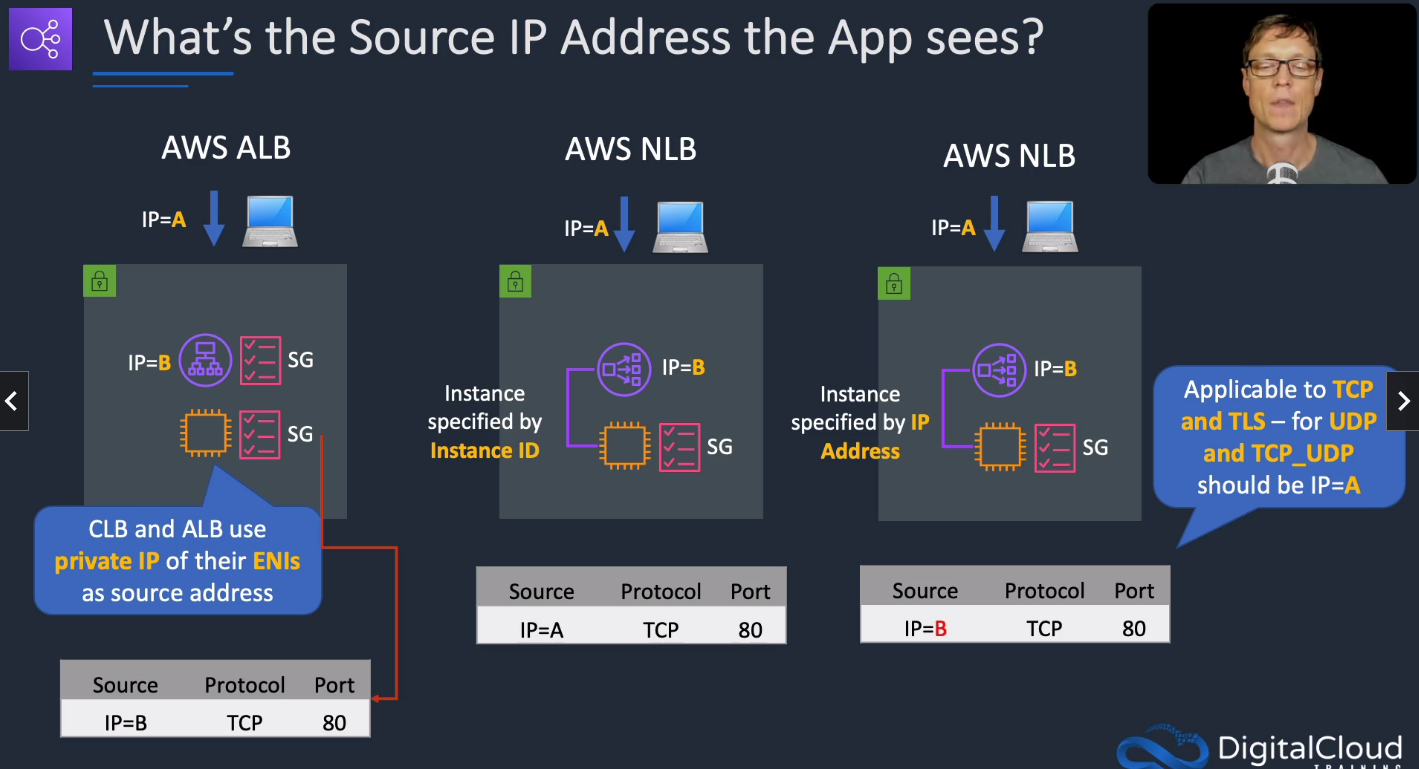 What's the Source IP Address the App sees?
AWS ALB
IP=A
IP=B
SG
SG
CLB and ALB use
private IP of their ENIs
as source address
Source Protocol Port
IP=B TCP 80
AWS NLB
IP=A
IP=B
Instance
specified by
Instance ID
SG
Source Protocol Port
IP=A TCP 80
AWS NLB
IP=A
IP=B
Instance
specified by IP
Address
SG
Applicable to TCP
and TLS – for UDP
and TCP_UDP
should be IP=A
Source Protocol Port
IP=B TCP 80
DigitalCloud
TRAINING